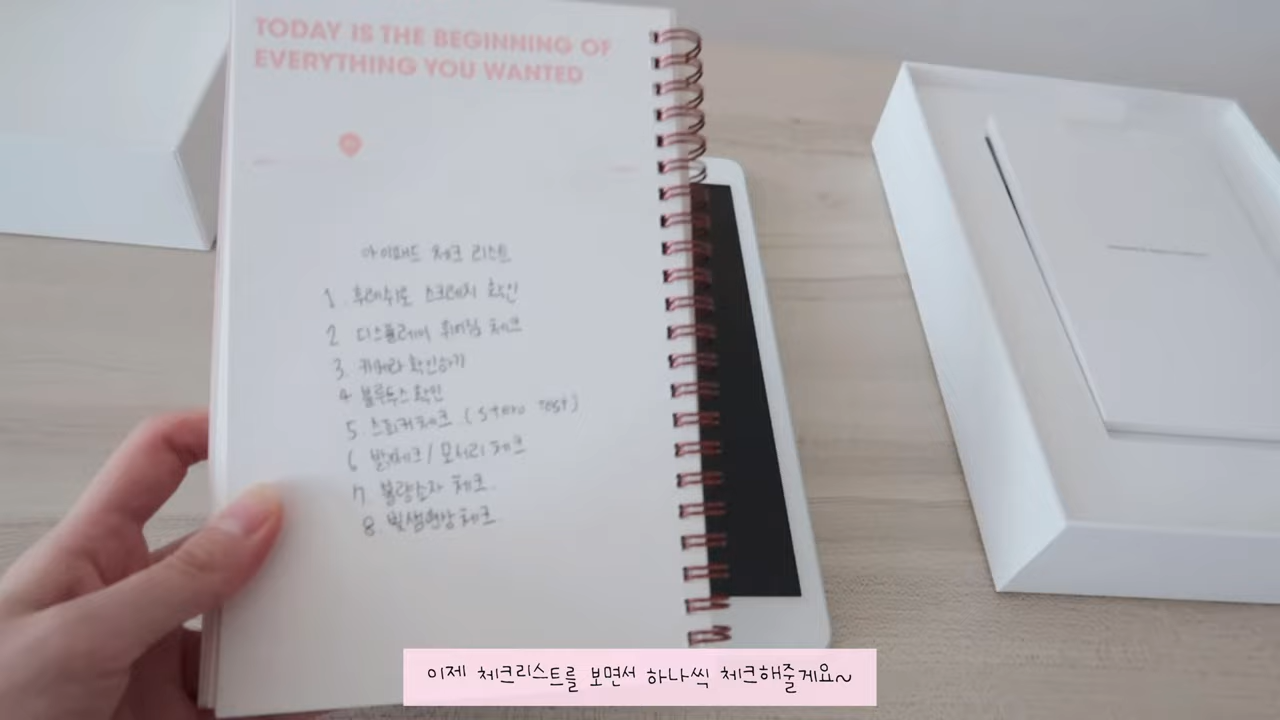 TODAY IS THE BEGINNING OF
EVERYTHING YOU WANTED
아이패드 체크 리스트
1. 후레쉬로 스크래치 확인
2 디스플레이 휘어짐 체크
3. 카메라 확인하기
4 블루투스 확인
5. 스피커 체크 (stero test)
6 밝기체크 / 모서리 체크
7 불량화소 체크
8. 빛샘현상 체크
이제 체크리스트를 보면서 하나씩 체크해줄게요~